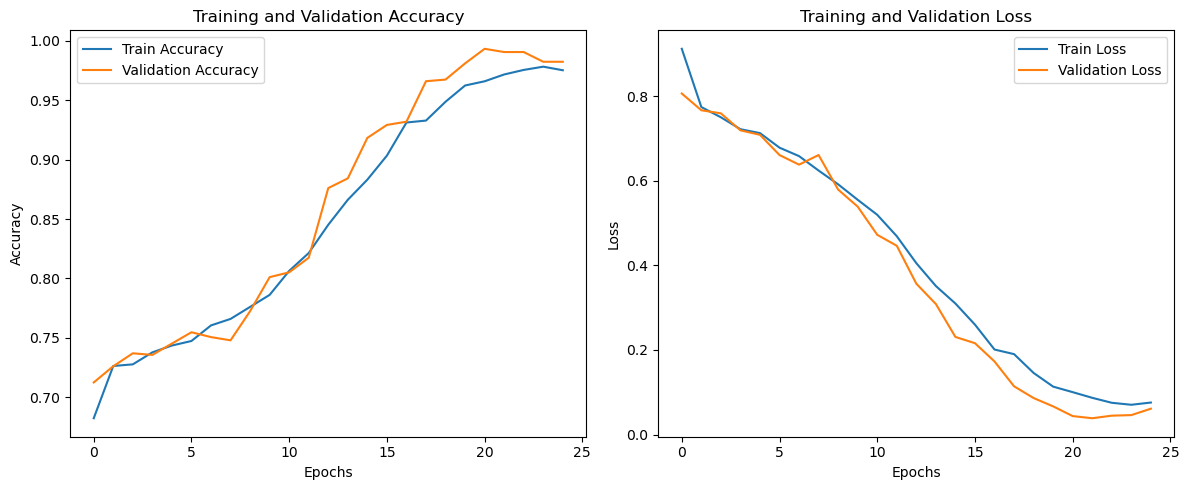 Training and Validation Accuracy
Train Accuracy
Validation Accuracy
1.00
0.95
0.90
0.85
0.80
0.75
0.70
Accuracy
0
5
10
15
20
25
Epochs
Training and Validation Loss
Train Loss
Validation Loss
0.8
0.6
0.4
0.2
0.0
Loss
0
5
10
15
20
25
Epochs